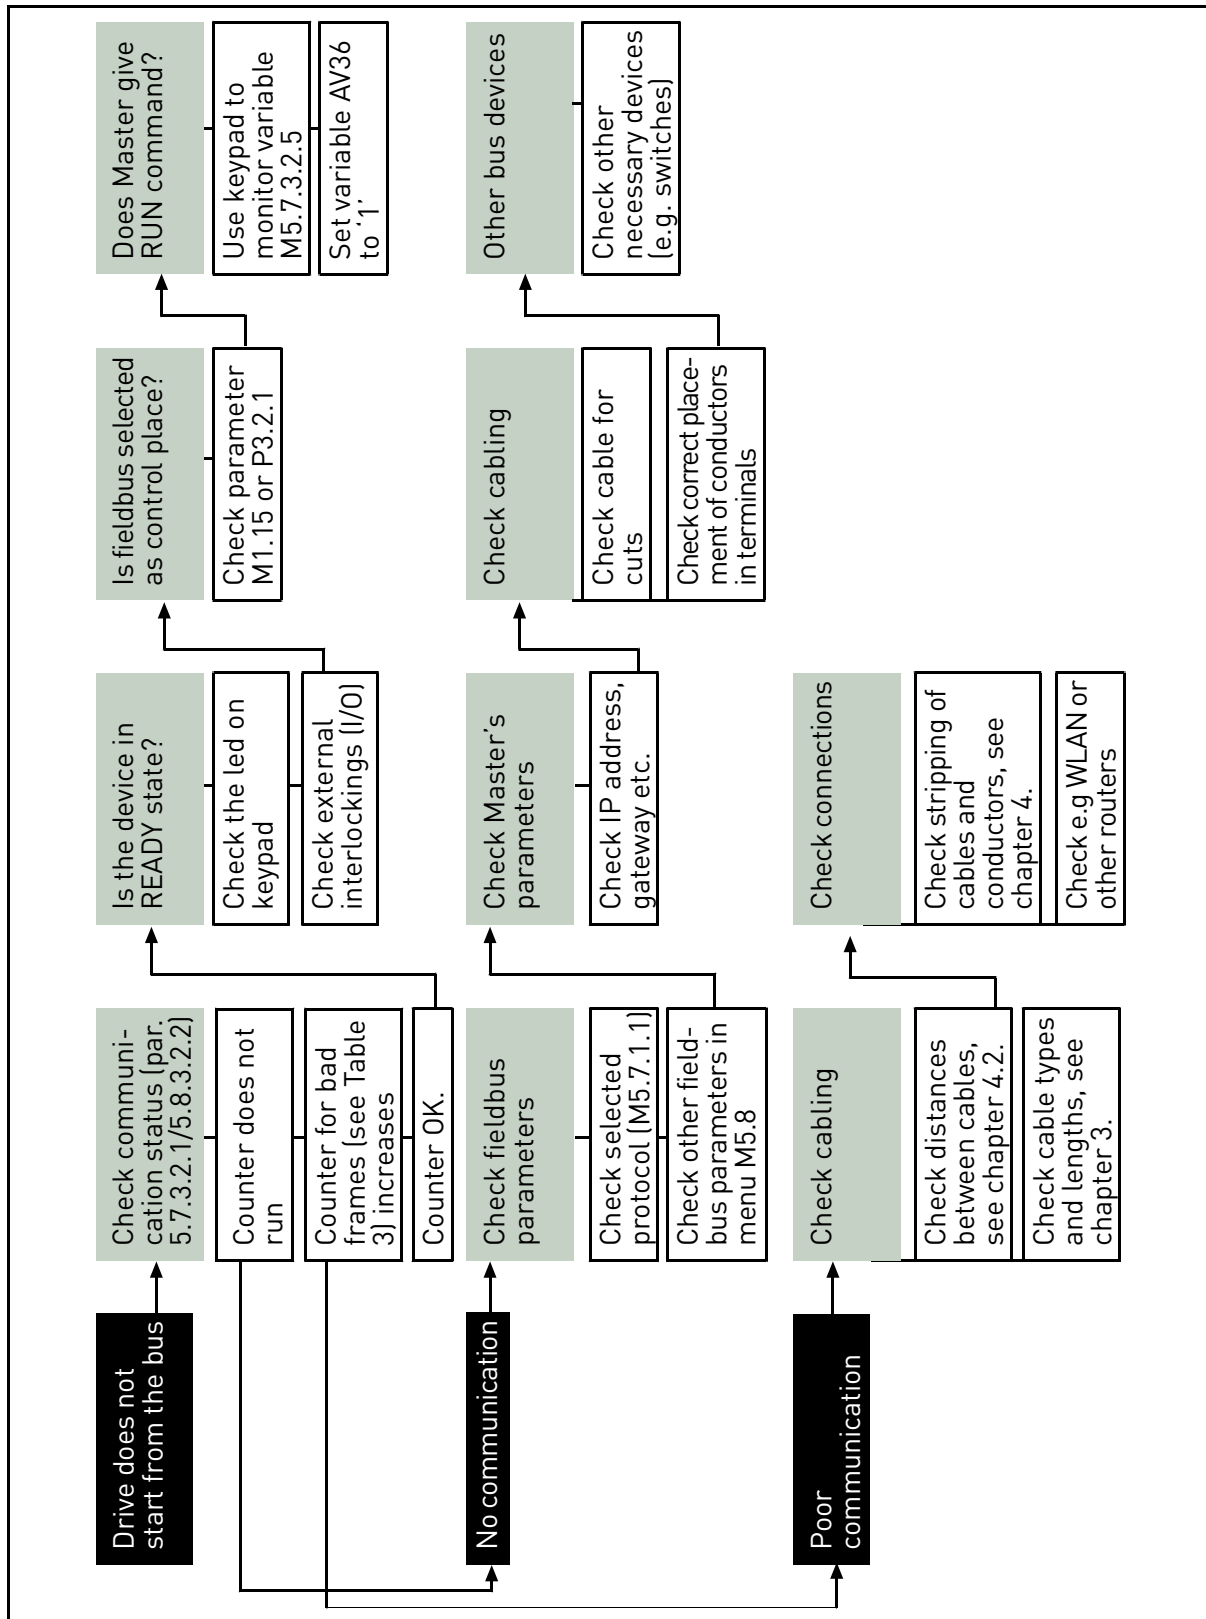 Drive does not
start from the bus
Check communi-
cation status (par.
5.7.3.2.1/5.8.3.2.2)
Counter does not
run
Counter for bad
frames (see Table
3) increases
Counter OK.
Is the device in
READY state?
Check the led on
keypad
Check external
interlockings (I/O)
Is fieldbus selected
as control place?
Check parameter
M1.15 or P3.2.1
Does Master give
RUN command?
Use keypad to
monitor variable
M5.7.3.2.5
Set variable AV36
to ‘1’
No communication
Check fieldbus
parameters
Check selected
protocol (M5.7.1.1)
Check other field-
bus parameters in
menu M5.8
Check Master’s
parameters
Check IP address,
gateway etc.
Check cabling
Check cable for
cuts
Check correct place-
ment of conductors
in terminals
Other bus devices
Check other
necessary devices
(e.g. switches)
Poor
communication
Check cabling
Check distances
between cables,
see chapter 4.2.
Check cable types
and lengths, see
chapter 3.
Check connections
Check stripping of
cables and
conductors, see
chapter 4.
Check e.g WLAN or
other routers